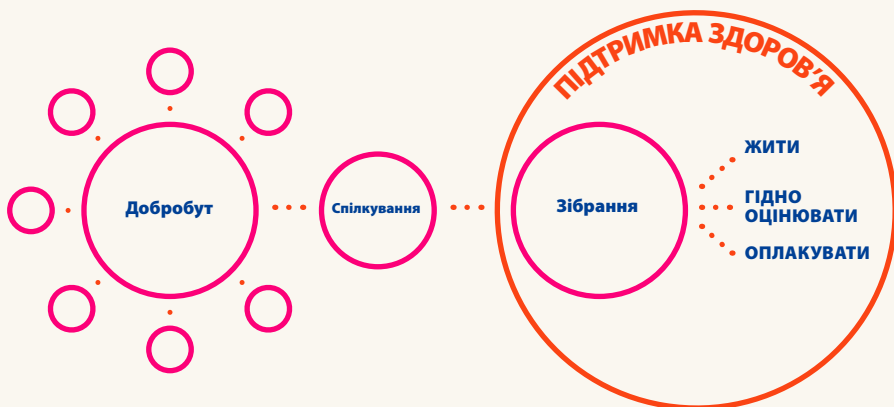 ПІДТРИМКА ЗДОРОВ’Я
Добробут
Спілкування
Зібрання
ЖИТИ
ГІДНО
ОЦІНЮВАТИ
ОПЛАКУВАТИ